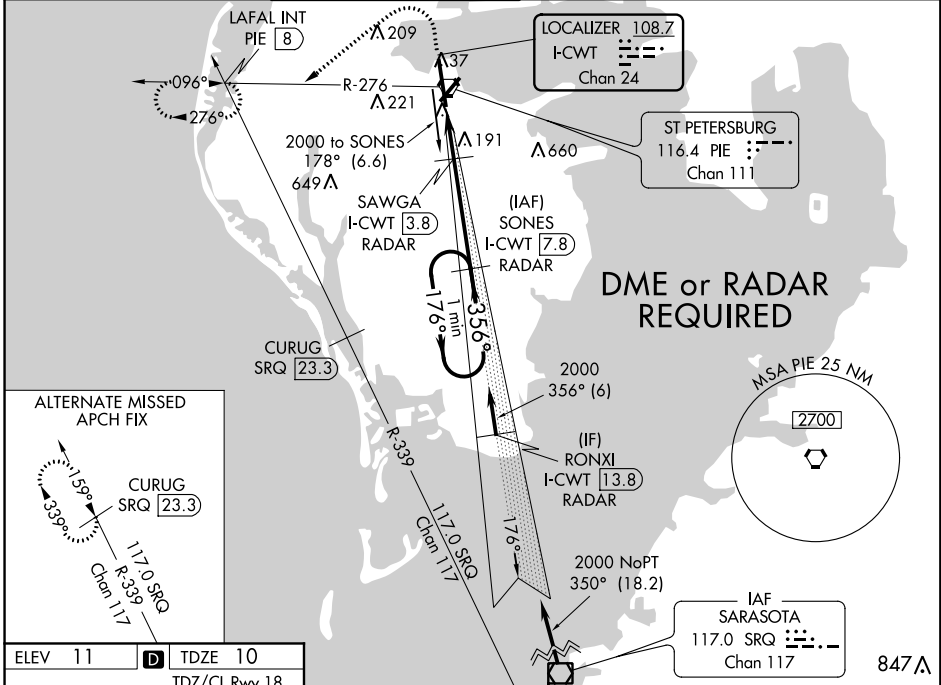 LAFAL INT
PIE 8
209
37
LOCALIZER 108.7
I-CWT
Chan 24
096°
R-276
276°
221
2000 to SONES
178° (6.6)
191
660
ST PETERSBURG
116.4 PIE
Chan 111
649
SAWGA
I-CWT 3.8
RADAR
(IAF)
SONES
I-CWT 7.8
RADAR
DME or RADAR
REQUIRED
176°
1 min
356°
CURUG
SRQ 23.3
2000
356° (6)
MSA PIE 25 NM
2700
ALTERNATE MISSED
APCH FIX
159°
339°
CURUG
SRQ 23.3
117.0 SRQ
R-339
Chan 117
R-339
117.0 SRQ
Chan 117
(IF)
RONXI
I-CWT 13.8
RADAR
176°
2000 NoPT
350° (18.2)
IAF
SARASOTA
117.0 SRQ
Chan 117
847
ELEV 11
D
TDZE 10
TDZ/CL Rwy 18